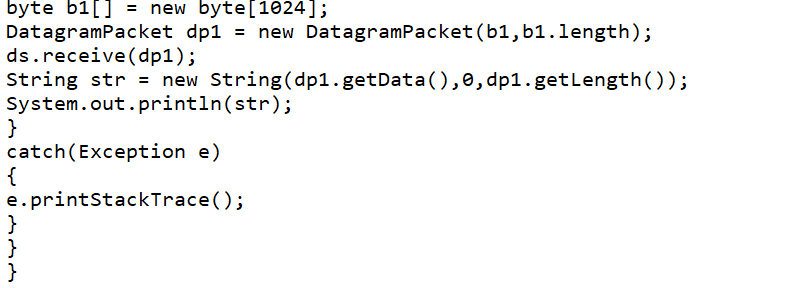 byte b1[] = new byte[1024];
DatagramPacket dp1 = new DatagramPacket(b1,b1.length);
ds.receive(dp1);
String str = new String(dp1.getData(),0,dp1.getLength());
System.out.println(str);
}
catch(Exception e)
{
e.printStackTrace();
}
}
}